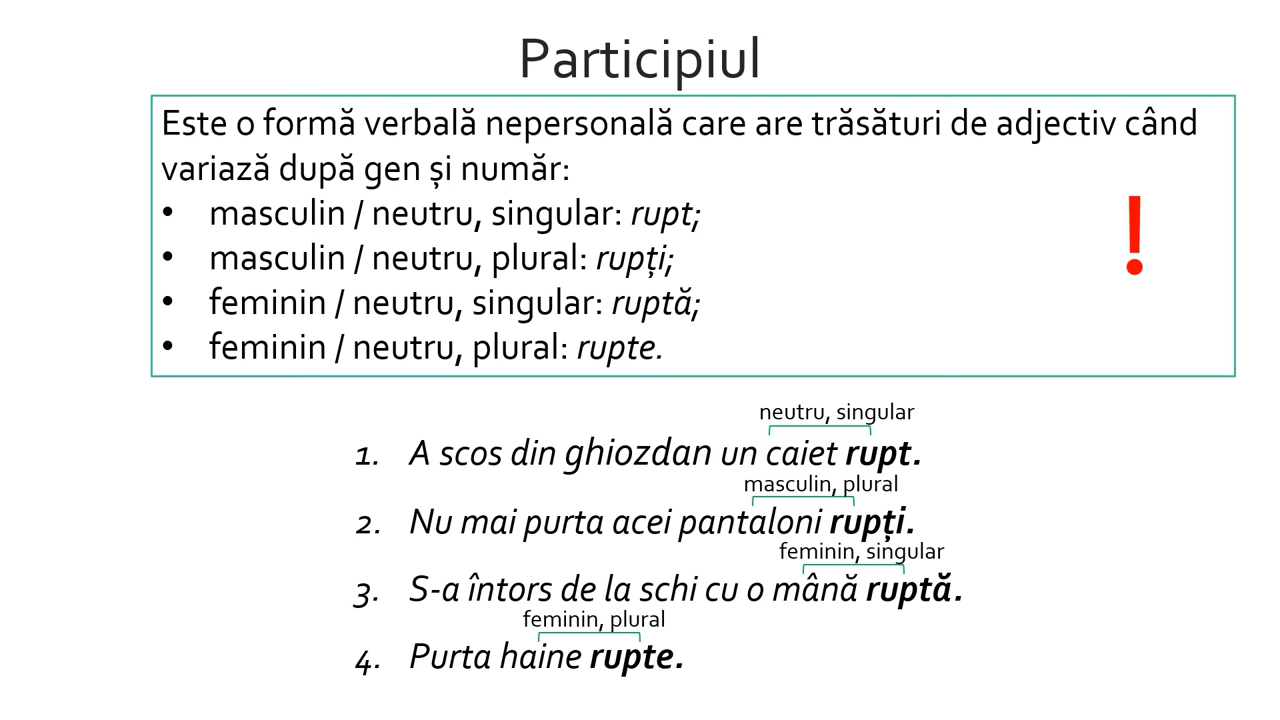 Participiul
Este o formă verbală nepersonală care are trăsături de adjectiv când
variază după gen și număr:
• masculin / neutru, singular: rupt;
• masculin / neutru, plural: rupți;
• feminin / neutru, singular: ruptă;
• feminin / neutru, plural: rupte.
!
neutru, singular
1. A scos din ghiozdan un caiet rupt.
masculin, plural
2. Nu mai purta acei pantaloni rupți.
feminin, singular
3. S-a întors de la schi cu o mână ruptă.
feminin, plural
4. Purta haine rupte.